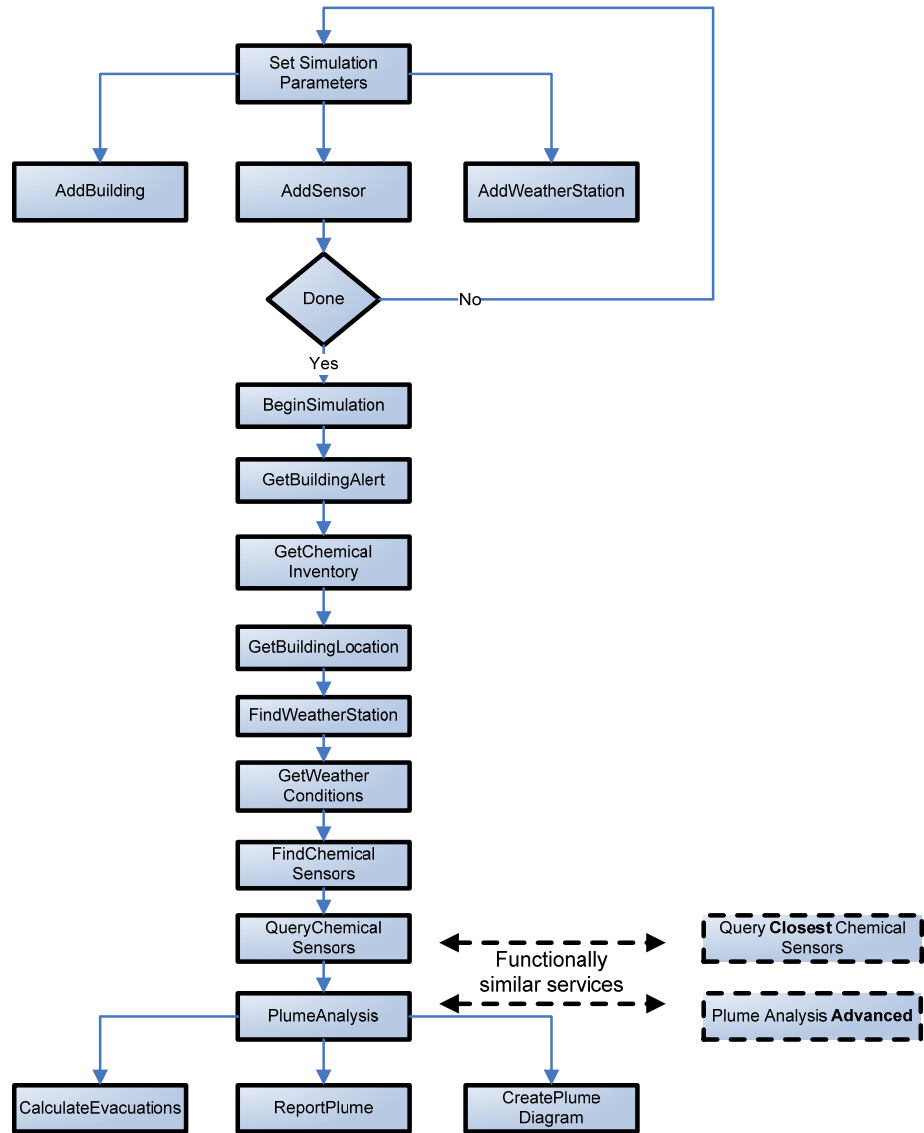 Set Simulation
Parameters
AddBuilding
AddSensor
AddWeatherStation
Done
No
Yes
BeginSimulation
GetBuildingAlert
GetChemical
Inventory
GetBuildingLocation
FindWeatherStation
GetWeather
Conditions
FindChemical
Sensors
QueryChemical
Sensors
Query Closest Chemical
Sensors
Functionally
similar services
PlumeAnalysis
Plume Analysis Advanced
CalculateEvacuations
ReportPlume
CreatePlume
Diagram